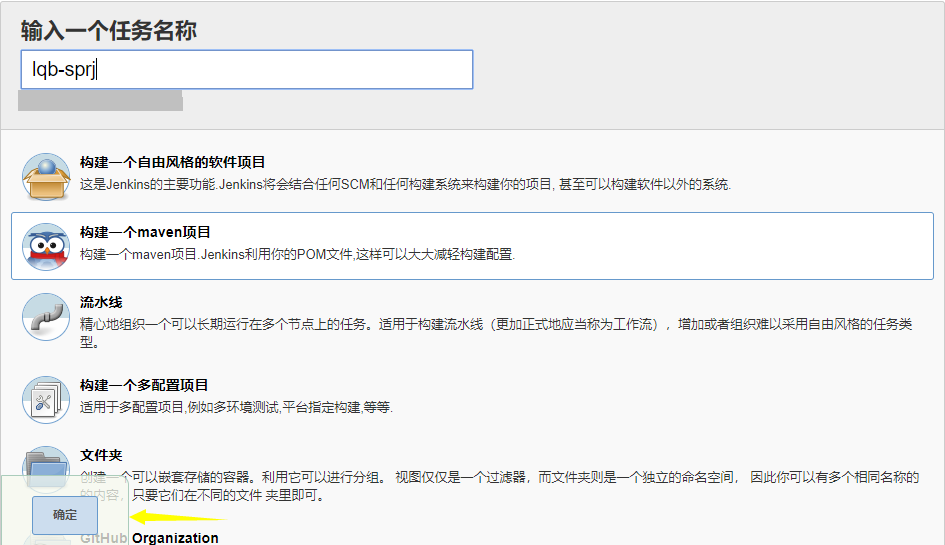 输入一个任务名称
lqb-sprj
构建一个自由风格的软件项目
这是Jenkins的主要功能.Jenkins将会结合任何SCM和任何构建系统来构建你的项目, 甚至可以构建软件以外的系统.
构建一个maven项目
构建一个maven项目.Jenkins利用你的POM文件,这样可以大大减轻构建配置.
流水线
精心地组织一个可以长期运行在多个节点上的任务。适用于构建流水线（更加正式地应当称为工作流），增加或者组织难以采用自由风格的任务类
型。
构建一个多配置项目
适用于多配置项目,例如多环境测试,平台指定构建,等等.
文件夹
创建一个可以嵌套存储的容器。利用它可以进行分组。 视图仅仅是一个过滤器，而文件夹则是一个独立的命名空间， 因此你可以有多个相同名称的
的内容，只要它们在不同的文件 夹里即可。
确定
GitHub Organization